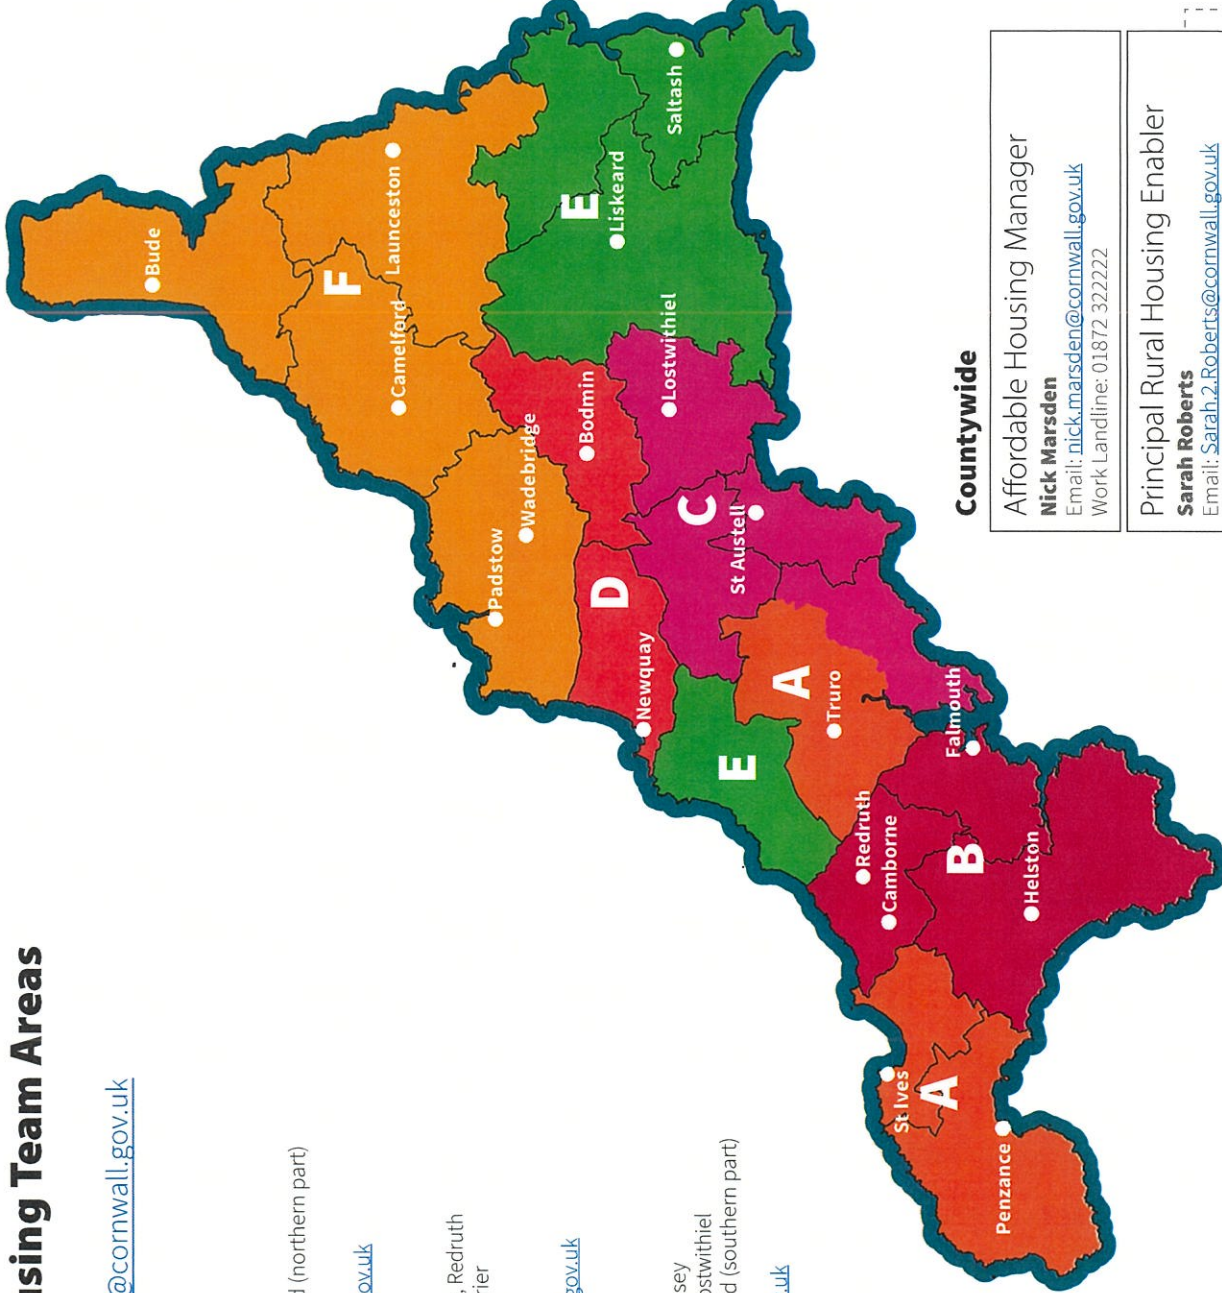 using Team Areas
@cornwall.gov.uk
d (northern part)
ov.uk
, Redruth
rier
gov.uk
sey
ostwithiel
d (southern part)
.uk
Bude
F
Launceston
Camelford
Padstow
Wadebridge
E
Liskeard
Saltash
Bodmin
Lostwithiel
D
Newquay
C
St Austell
E
A
Truro
Falmouth
Redruth
Camborne
B
Helston
St Ives
A
Penzance
Countywide
Affordable Housing Manager
Nick Marsden
Email: nick.marsden@cornwall.gov.uk
Work Landline: 01872 322222
Principal Rural Housing Enabler
Sarah Roberts
Email: Sarah.2.Roberts@cornwall.gov.uk